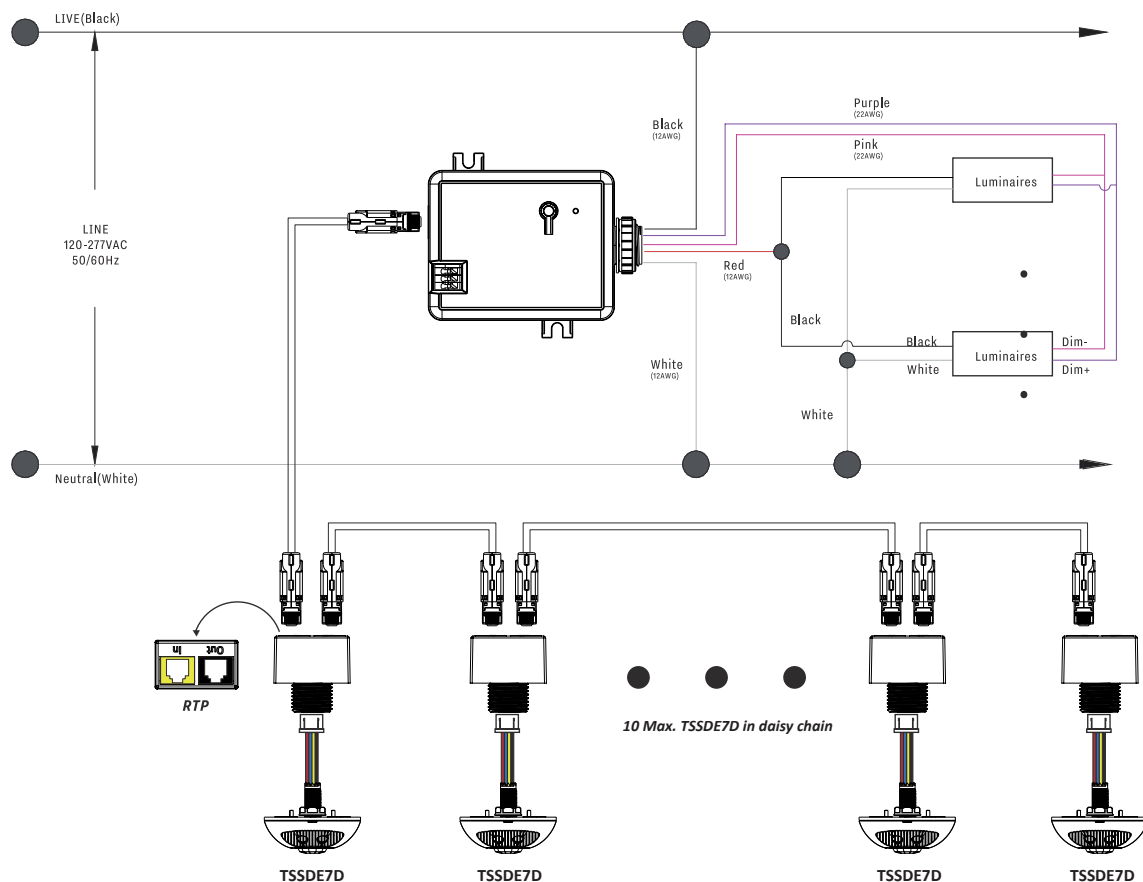 LIVE(Black)
Purple
(22AWG)
Black
(12AWG)
Pink
(22AWG)
Luminaires
LINE
120-277VAC
50/60Hz
Red
(12AWG)
Black
Black
White
Luminaires
Dim-
Dim+
White
(12AWG)
White
Neutral(White)
In
Out
RTP
10 Max. TSSDE7D in daisy chain
TSSDE7D
TSSDE7D
TSSDE7D
TSSDE7D